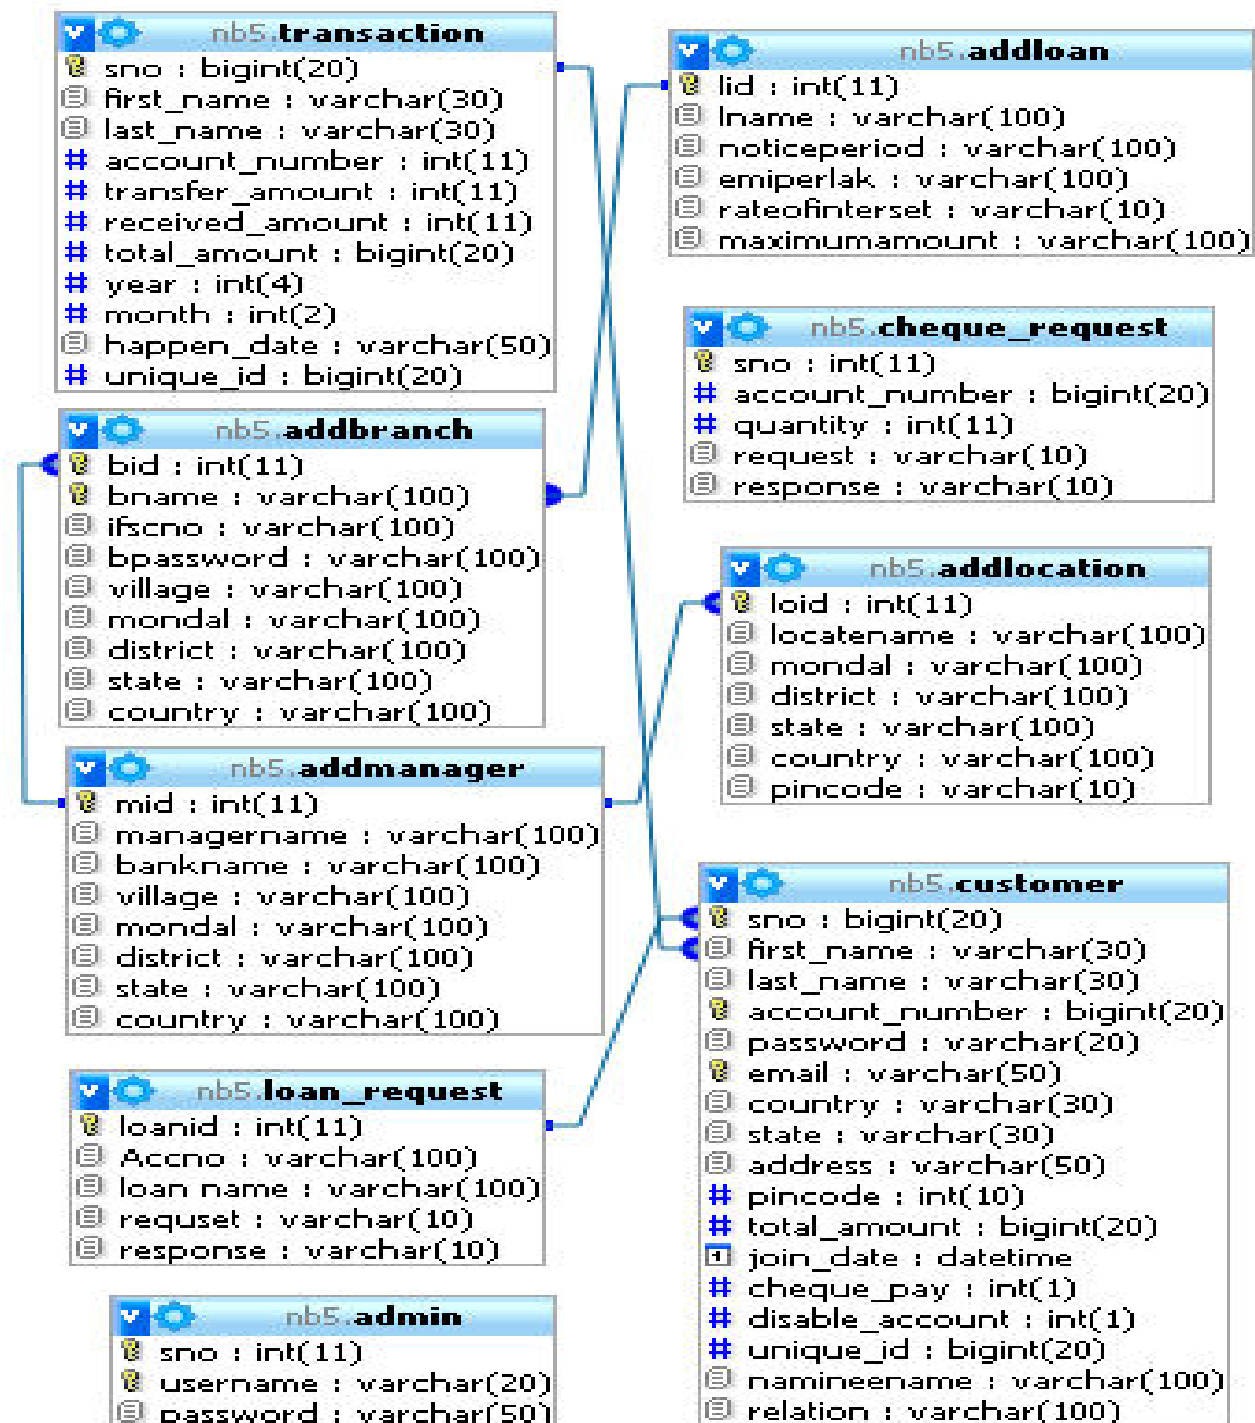 nb5.transaction
sno : bigint(20)
first_name : varchar(30)
last_name : varchar(30)
account_number : int(11)
transfer_amount : int(11)
received_amount : int(11)
total_amount : bigint(20)
year : int(4)
month : int(2)
happen_date : varchar(50)
unique_id : bigint(20)
nb5.addbranch
bid : int(11)
bname : varchar(100)
ifscno : varchar(100)
bpassword : varchar(100)
village : varchar(100)
mondal : varchar(100)
district : varchar(100)
state : varchar(100)
country : varchar(100)
nb5.addmanager
mid : int(11)
managername : varchar(100)
bankname : varchar(100)
village : varchar(100)
mondal : varchar(100)
district : varchar(100)
state : varchar(100)
country : varchar(100)
nb5.loan_request
loanid : int(11)
Accno : varchar(100)
loan name : varchar(100)
requset : varchar(10)
response : varchar(10)
nb5.admin
sno : int(11)
username : varchar(20)
password : varchar(50)
nb5.addloan
lid : int(11)
lname : varchar(100)
noticeperiod : varchar(100)
emiperlak : varchar(100)
rateofinterset : varchar(10)
maximumamount : varchar(100)
nb5.cheque_request
sno : int(11)
account_number : bigint(20)
quantity : int(11)
request : varchar(10)
response : varchar(10)
nb5.addlocation
loid : int(11)
locatename : varchar(100)
mondal : varchar(100)
district : varchar(100)
state : varchar(100)
country : varchar(100)
pincode : varchar(10)
nb5.customer
sno : bigint(20)
first_name : varchar(30)
last_name : varchar(30)
account_number : bigint(20)
password : varchar(20)
email : varchar(50)
country : varchar(30)
state : varchar(30)
address : varchar(50)
pincode : int(10)
total_amount : bigint(20)
join_date : datetime
cheque_pay : int(1)
disable_account : int(1)
unique_id : bigint(20)
namineename : varchar(100)
relation : varchar(100)